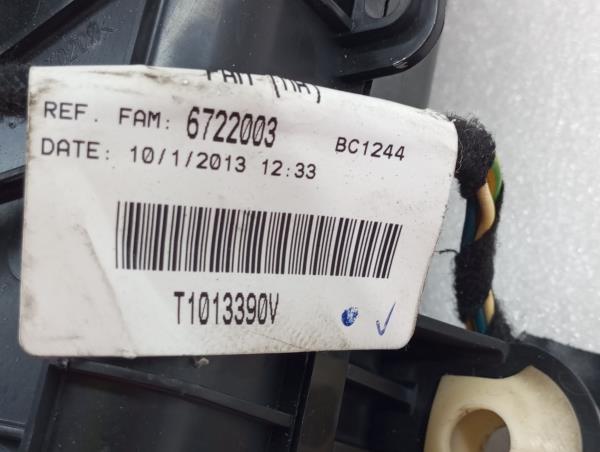 REF. FAM: 6722003 BC1244
DATE: 10/1/2013 12:33
T1013390V